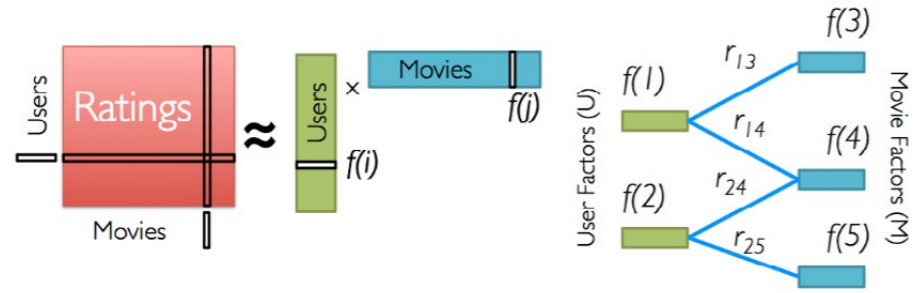 Users
Ratings
Movies
≈
Users
f(i)
×
Movies
f(j)
User Factors (U)
f(1)
f(2)
r₁₃
r₁₄
r₂₄
r₂₅
f(3)
f(4)
f(5)
Movie Factors (M)